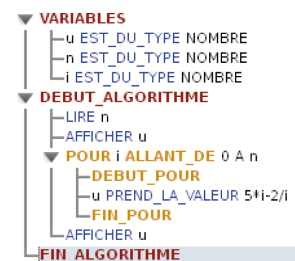 VARIABLES
u EST_DU_TYPE NOMBRE
n EST_DU_TYPE NOMBRE
i EST_DU_TYPE NOMBRE
DEBUT_ALGORITHME
LIRE n
AFFICHER u
POUR i ALLANT_DE 0 A n
DEBUT_POUR
u PREND_LA_VALEUR 5*i-2/i
FIN_POUR
AFFICHER u
FIN_ALGORITHME